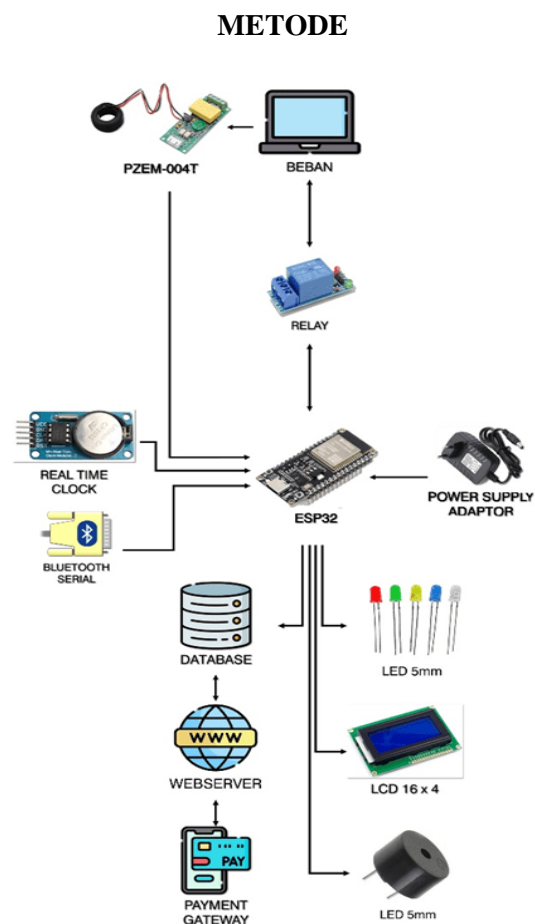 METODE
PZEM-004T
BEBAN
RELAY
REAL TIME
CLOCK
ESP32
POWER SUPPLY
ADAPTOR
BLUETOOTH
SERIAL
DATABASE
LED 5mm
WWW
WEBSERVER
LCD 16 x 4
PAY
PAYMENT
GATEWAY
LED 5mm